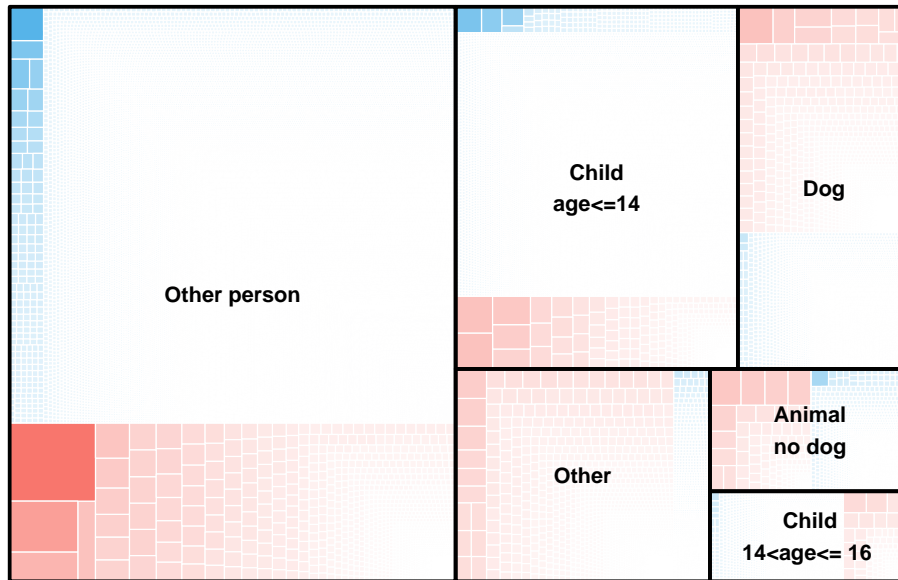 Other person
Child
age<=14
Dog
Other
Animal
no dog
Child
14<age<= 16